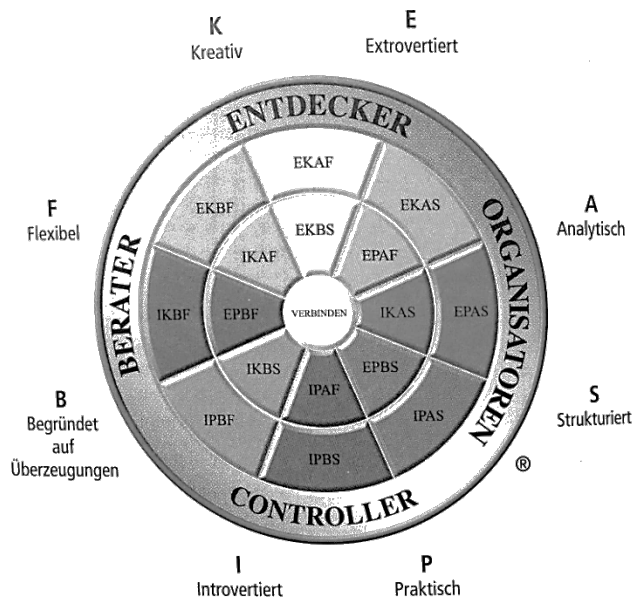 K
Kreativ
E
Extrovertiert
F
Flexibel
A
Analytisch
B
Begründet
auf
Überzeugungen
S
Strukturiert
I
Introvertiert
P
Praktisch
ENTDECKER
ORGANISATOREN
CONTROLLER
BERATER
EKAF
EKBF
EKAS
EKBS
IKAF
EPAF
IKBF
EPBF
VERBINDEN
IKAS
EPAS
IKBS
EPBS
IPAF
IPBF
IPAS
IPBS
®